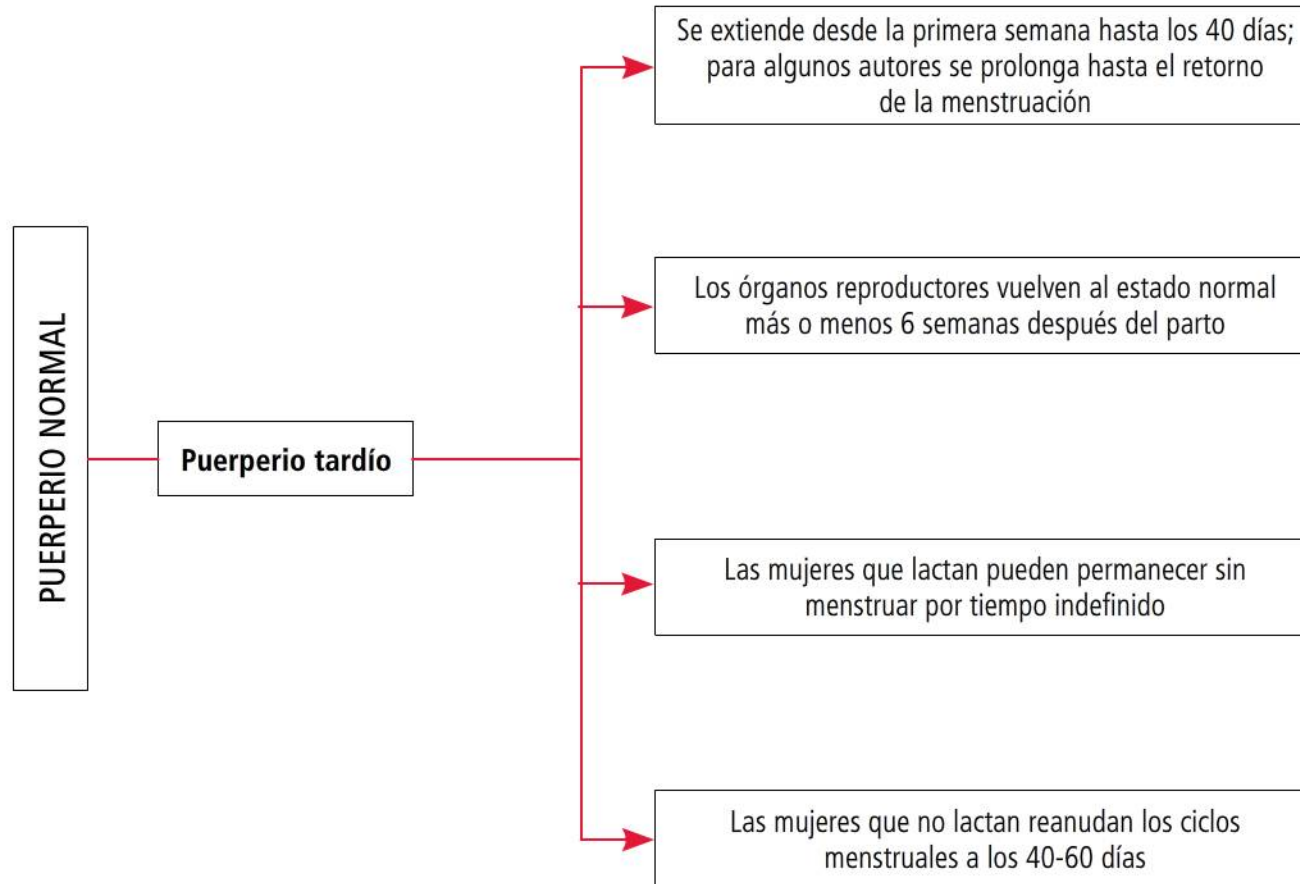 PUERPERIO NORMAL
Puerperio tardío
Se extiende desde la primera semana hasta los 40 días;
para algunos autores se prolonga hasta el retorno
de la menstruación
Los órganos reproductores vuelven al estado normal
más o menos 6 semanas después del parto
Las mujeres que lactan pueden permanecer sin
menstruar por tiempo indefinido
Las mujeres que no lactan reanudan los ciclos
menstruales a los 40-60 días